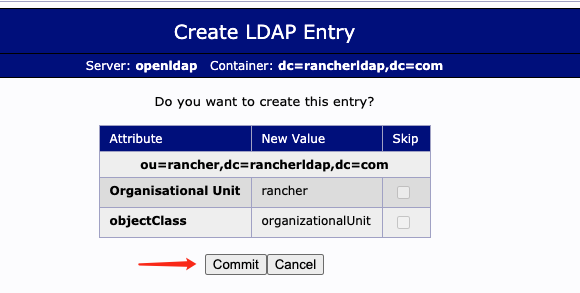 Create LDAP Entry
Server: openldap Container: dc=rancherldap,dc=com
Do you want to create this entry?
Attribute New Value Skip
ou=rancher,dc=rancherldap,dc=com
Organisational Unit rancher
objectClass organizationalUnit
Commit Cancel